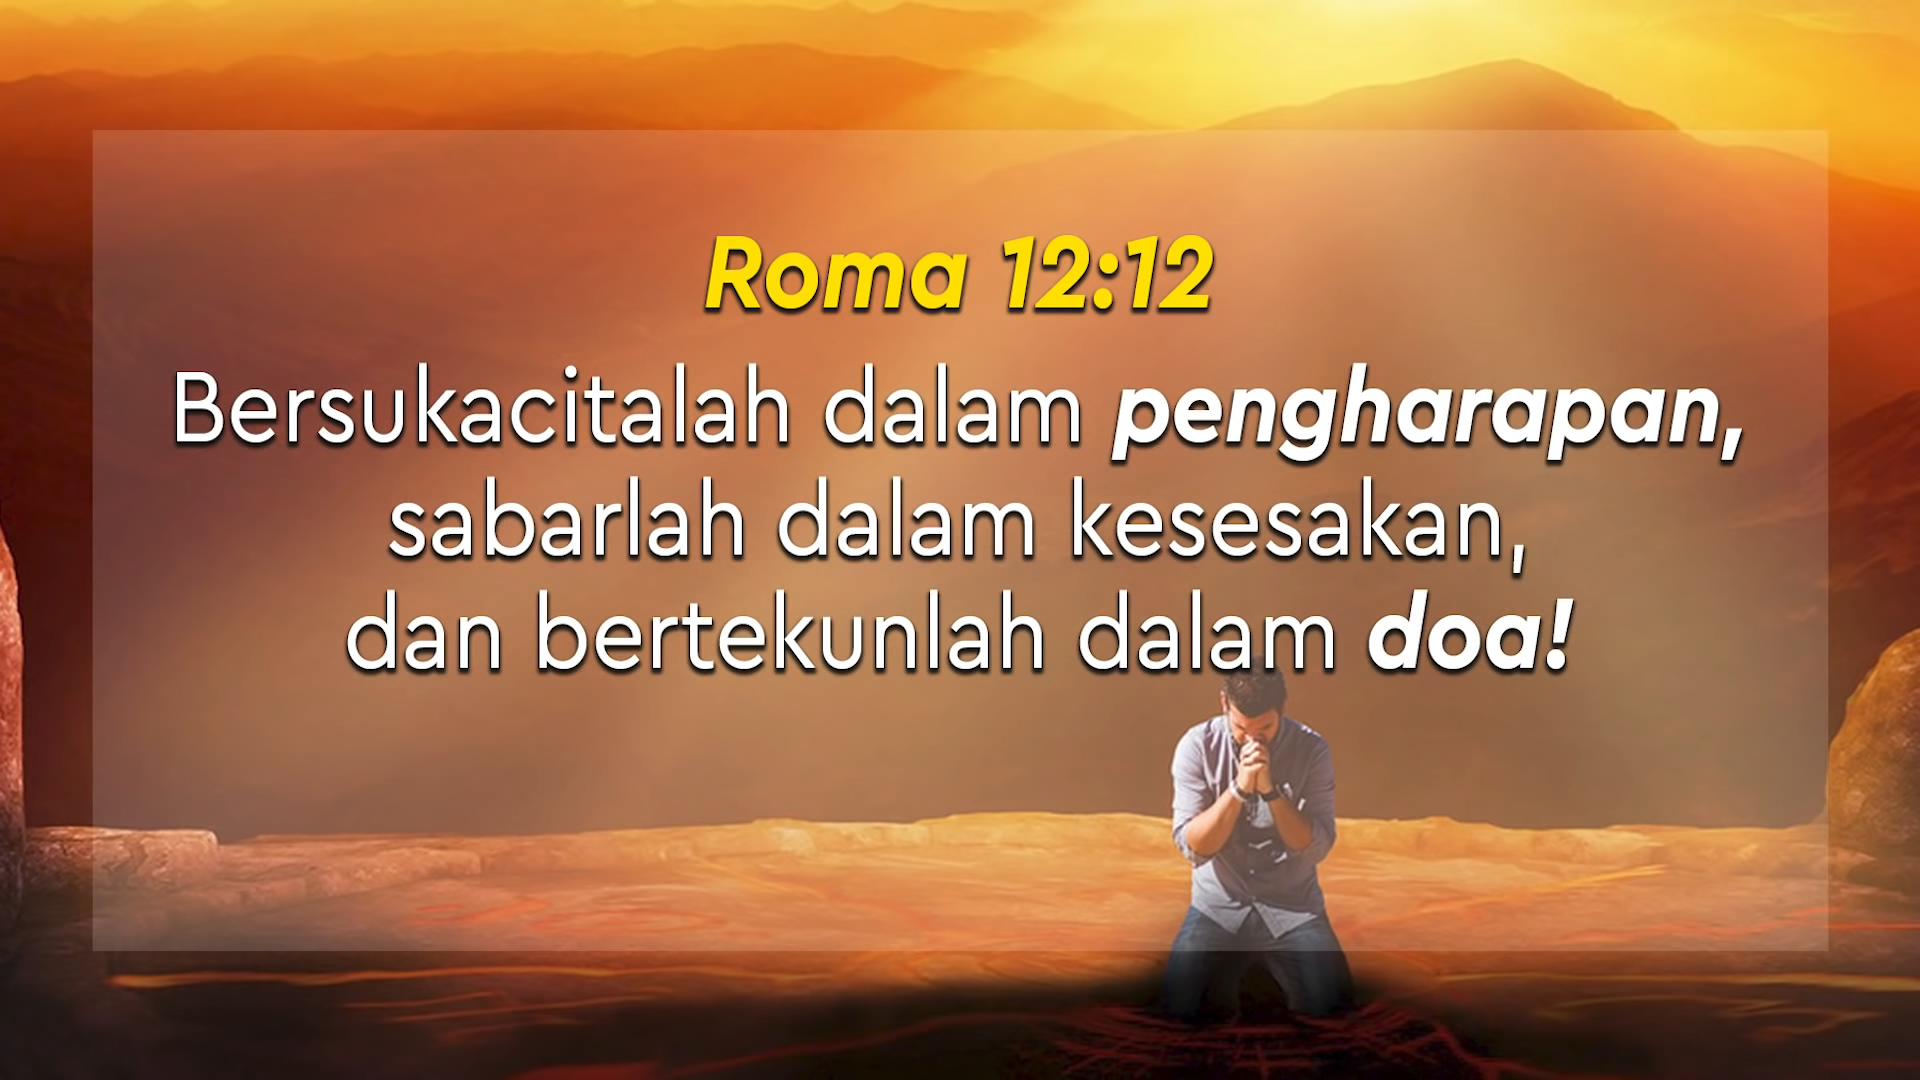 Roma 12:12
Bersukacitalah dalam pengharapan,
sabarlah dalam kesesakan,
dan bertekunlah dalam doa!